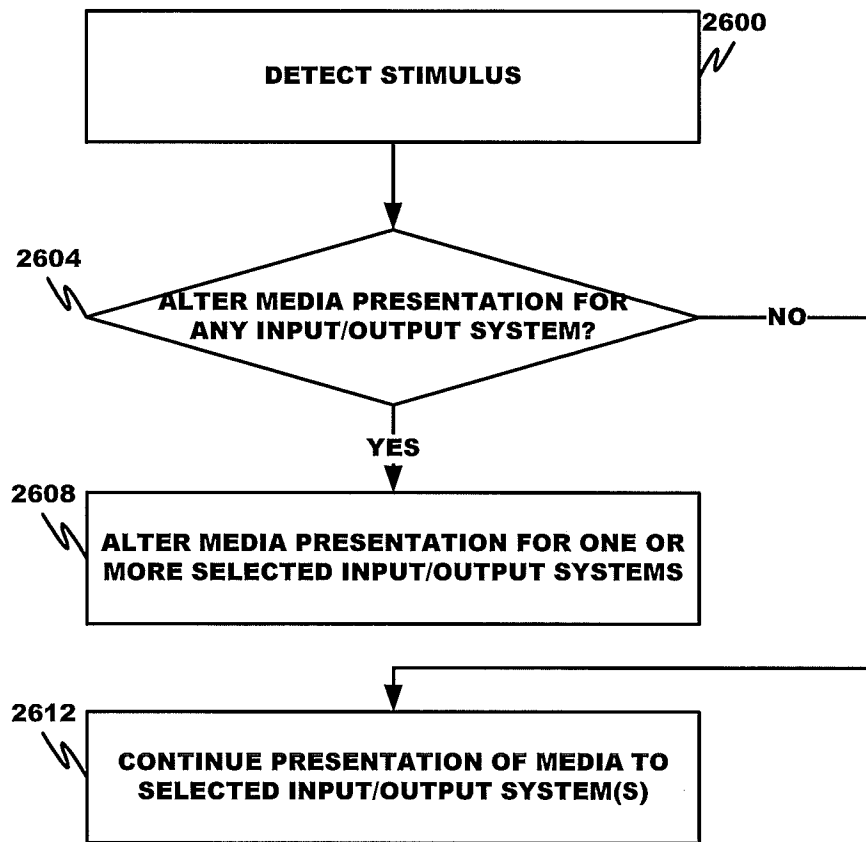 2600
DETECT STIMULUS
2604
ALTER MEDIA PRESENTATION FOR
ANY INPUT/OUTPUT SYSTEM?
NO
YES
2608
ALTER MEDIA PRESENTATION FOR ONE OR
MORE SELECTED INPUT/OUTPUT SYSTEMS
2612
CONTINUE PRESENTATION OF MEDIA TO
SELECTED INPUT/OUTPUT SYSTEM(S)